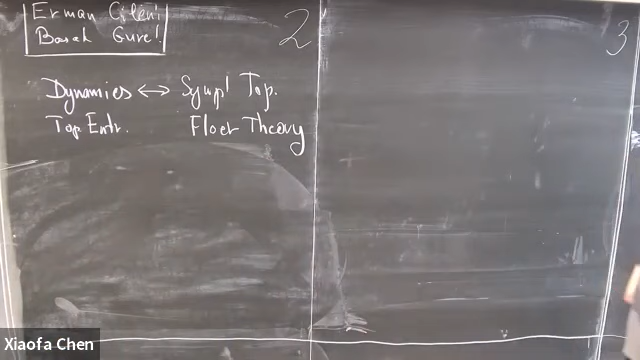 Erman Çineli
Başak Gürel
2
3
Dynamics ↔ Sympl Top.
Top Entr. Floer Theory
Xiaofa Chen